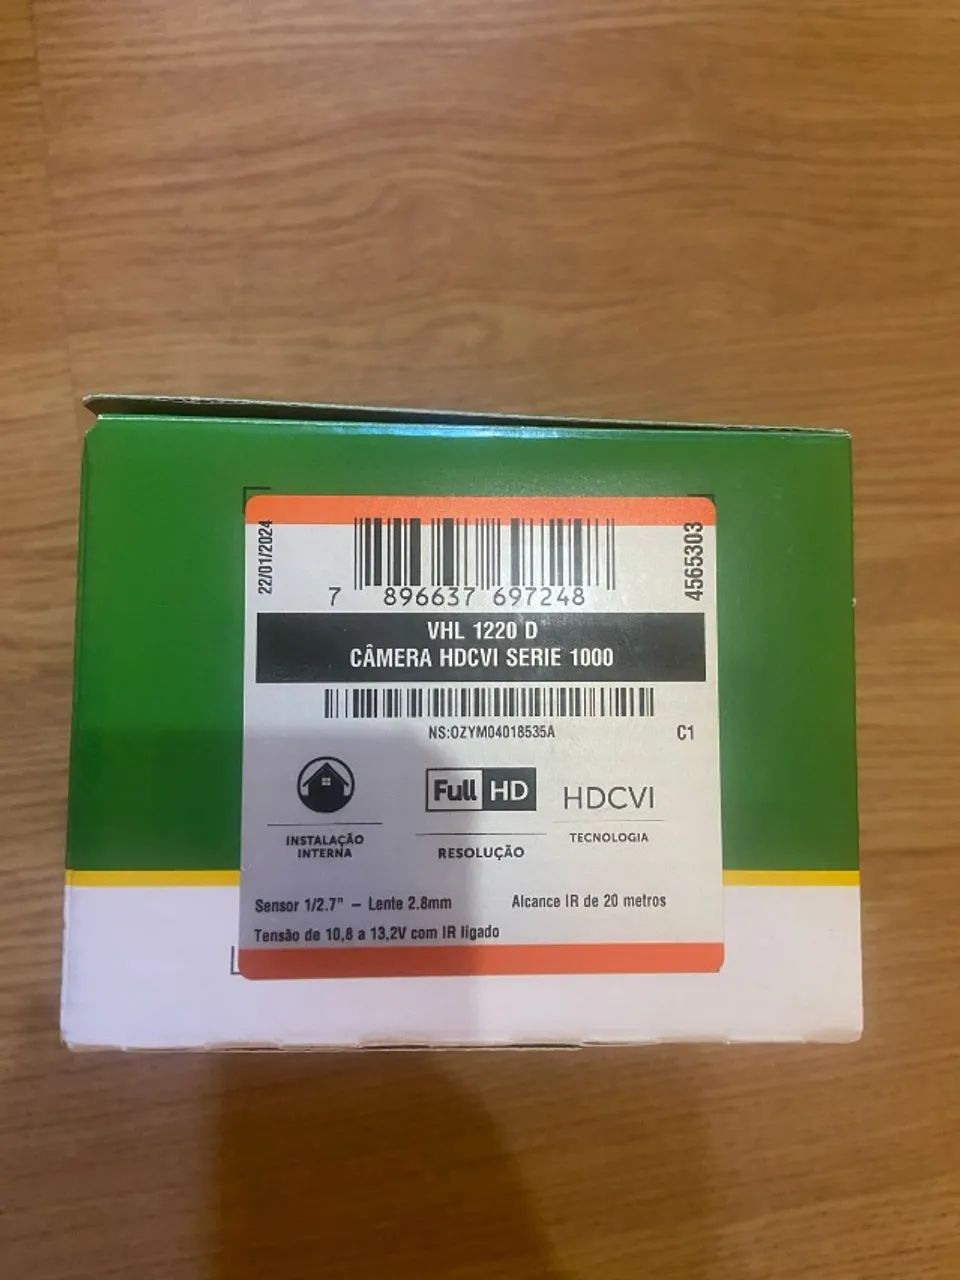 22/01/2024
4565303
7 896637 697248
VHL 1220 D
CÂMERA HDCVI SERIE 1000
NS:OZYM04018535A
C1
Full HD
HDCVI
INSTALAÇÃO
INTERNA
RESOLUÇÃO
TECNOLOGIA
Sensor 1/2.7" – Lente 2.8mm
Alcance IR de 20 metros
Tensão de 10,8 a 13,2V com IR ligado